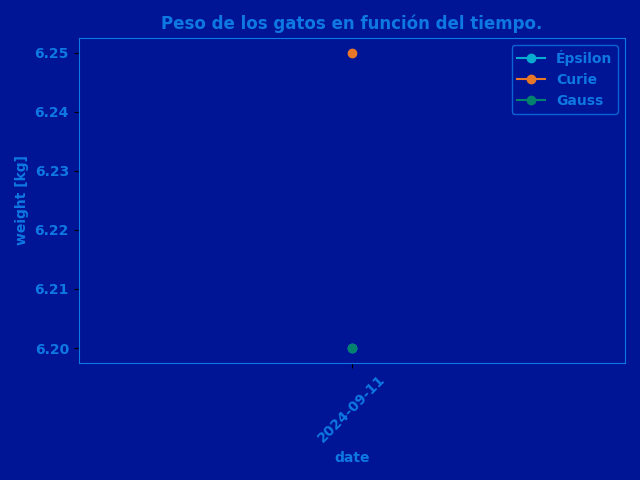 Peso de los gatos en función del tiempo.
Épsilon
Curie
Gauss
6.25
6.24
6.23
6.22
6.21
6.20
weight [kg]
2024-09-11
date